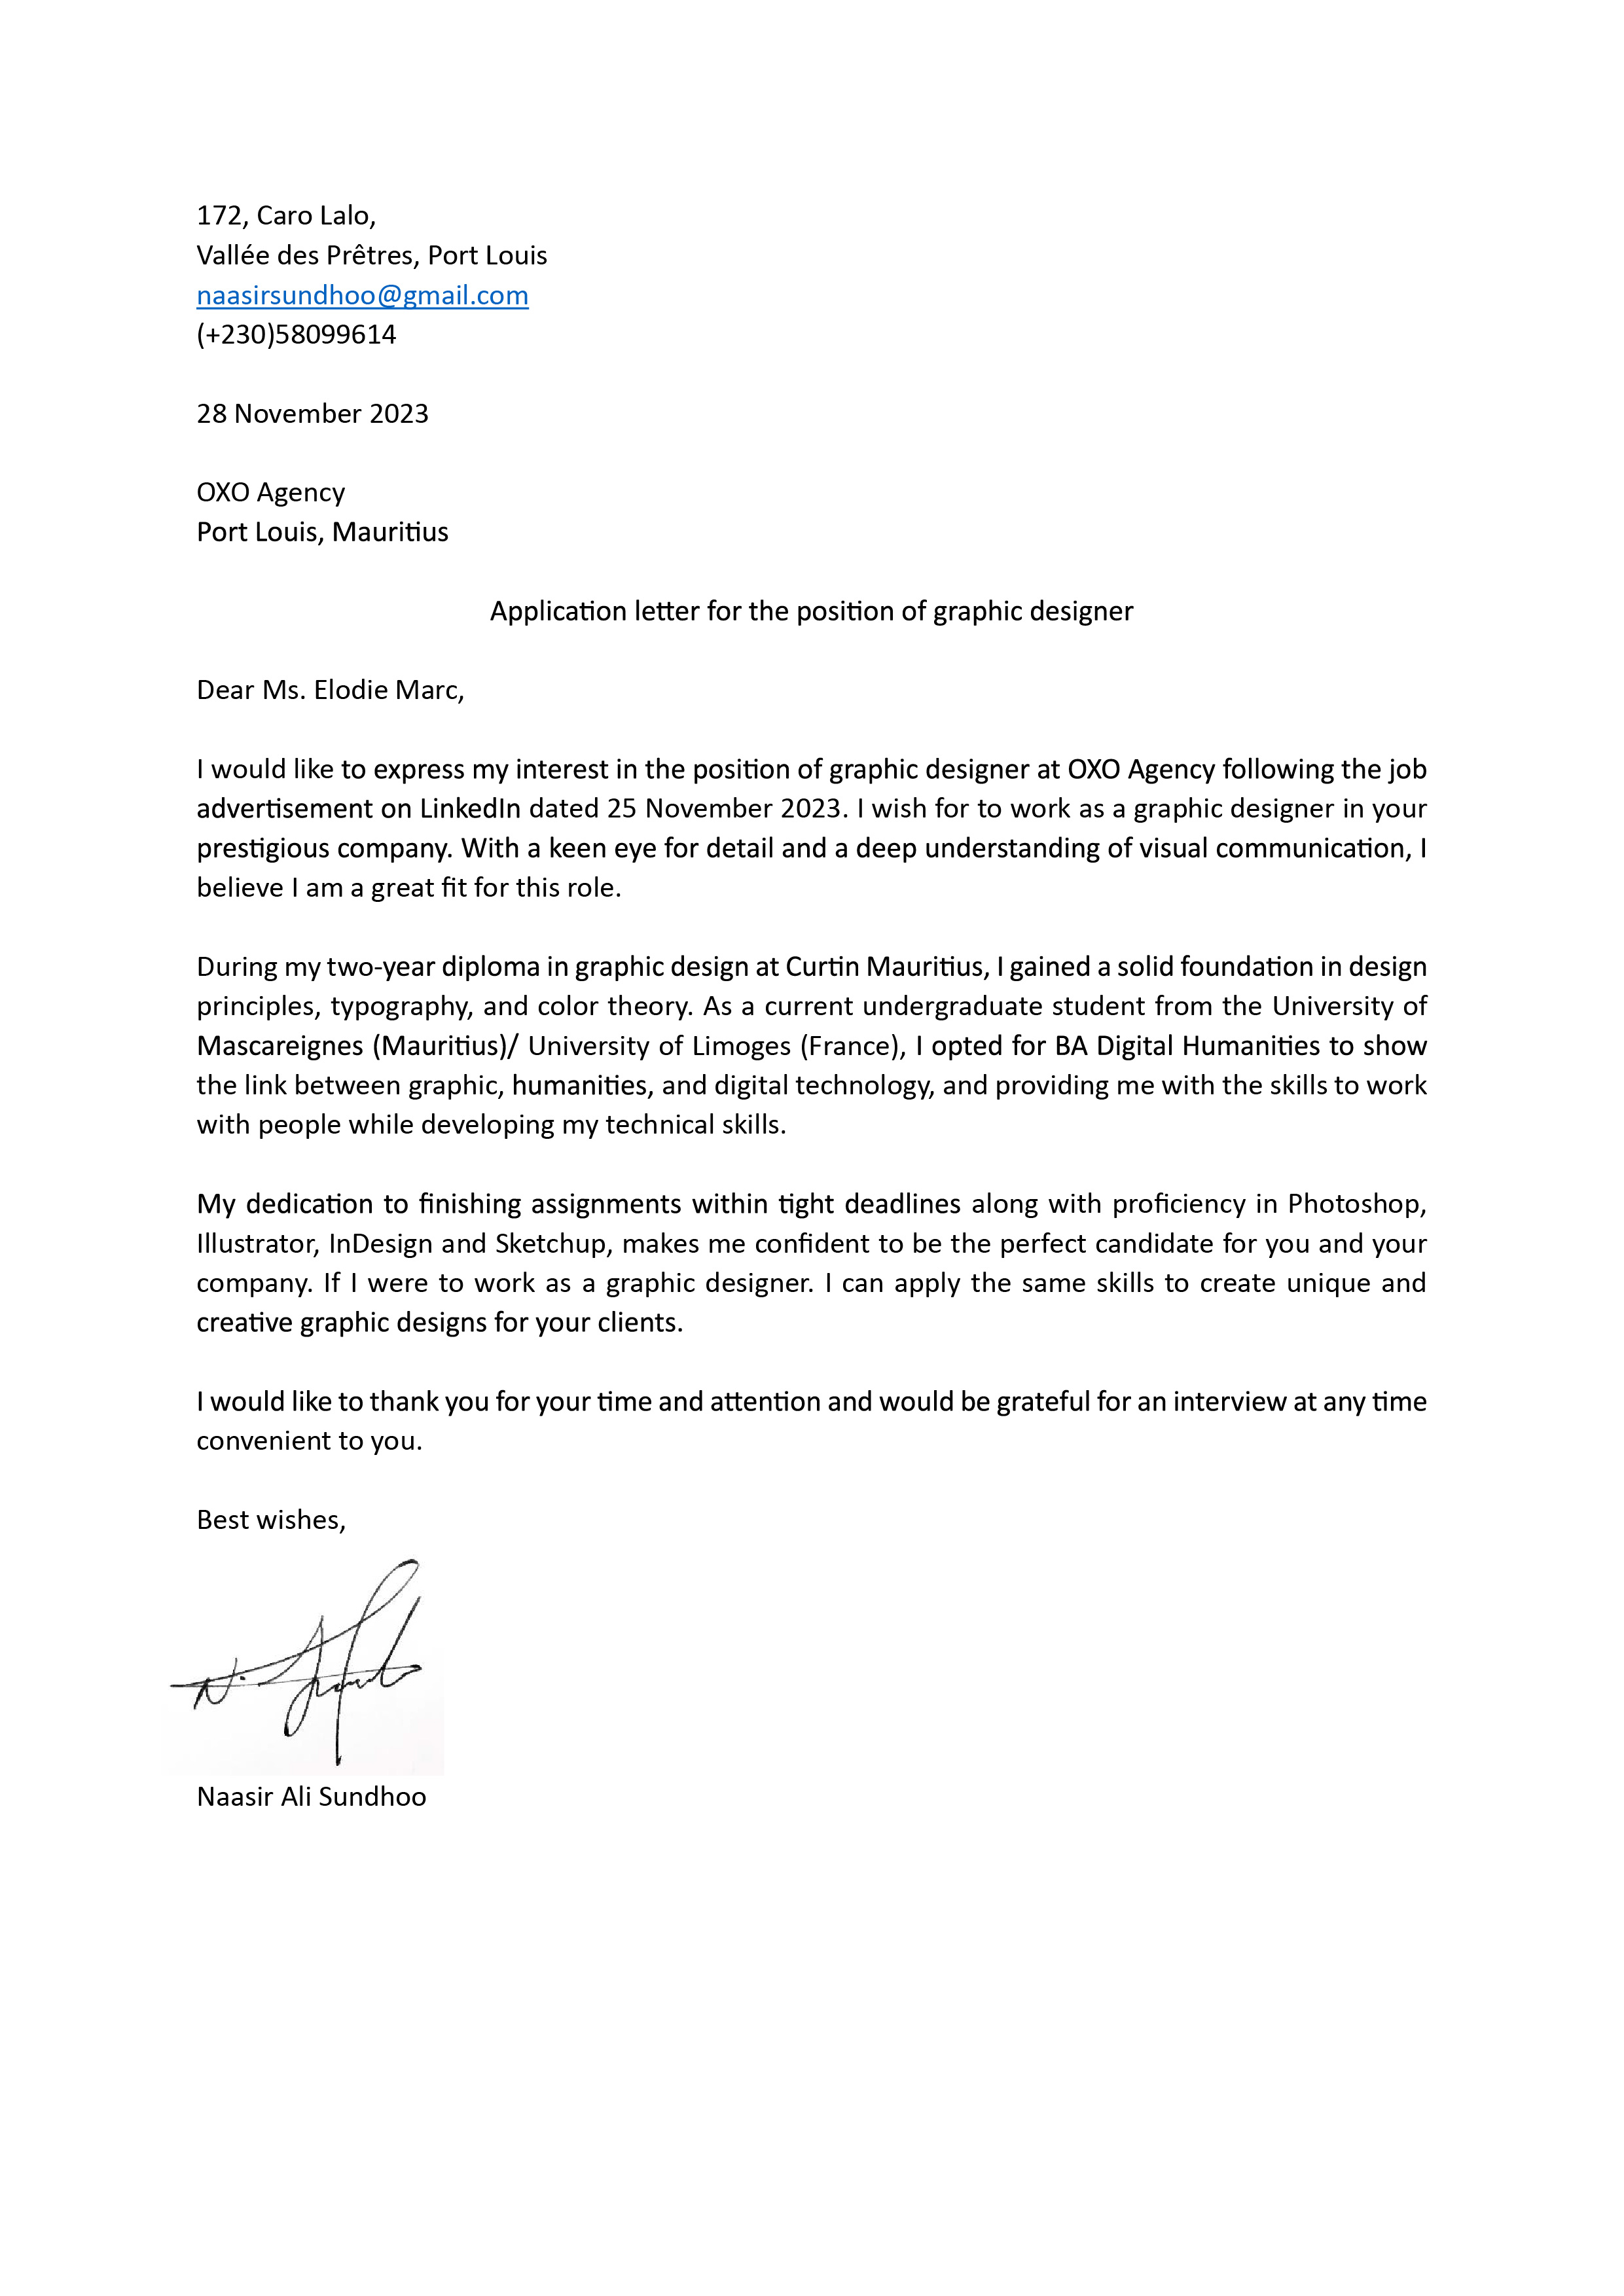 172, Caro Lalo,
Vallée des Prêtres, Port Louis
naasirsundhoo@gmail.com
(+230)58099614
28 November 2023
OXO Agency
Port Louis, Mauritius
Application letter for the position of graphic designer
Dear Ms. Elodie Marc,
I would like to express my interest in the position of graphic designer at OXO Agency following the job
advertisement on LinkedIn dated 25 November 2023. I wish for to work as a graphic designer in your
prestigious company. With a keen eye for detail and a deep understanding of visual communication, I
believe I am a great fit for this role.
During my two-year diploma in graphic design at Curtin Mauritius, I gained a solid foundation in design
principles, typography, and color theory. As a current undergraduate student from the University of
Mascareignes (Mauritius)/ University of Limoges (France), I opted for BA Digital Humanities to show
the link between graphic, humanities, and digital technology, and providing me with the skills to work
with people while developing my technical skills.
My dedication to finishing assignments within tight deadlines along with proficiency in Photoshop,
Illustrator, InDesign and Sketchup, makes me confident to be the perfect candidate for you and your
company. If I were to work as a graphic designer. I can apply the same skills to create unique and
creative graphic designs for your clients.
I would like to thank you for your time and attention and would be grateful for an interview at any time
convenient to you.
Best wishes,
Naasir Ali Sundhoo